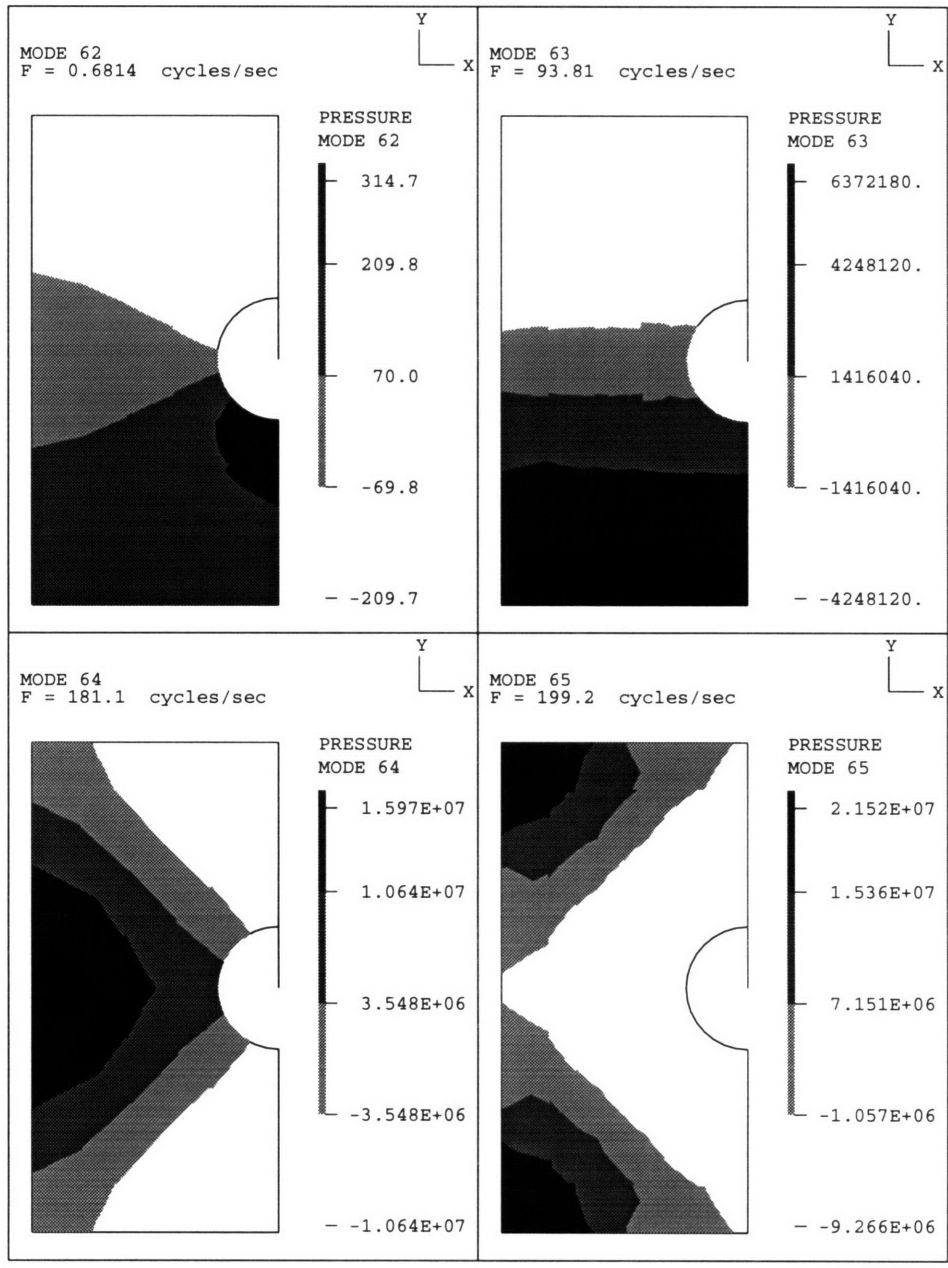 Y
X
MODE 62
F = 0.6814 cycles/sec
PRESSURE
MODE 62
314.7
209.8
70.0
-69.8
-209.7
Y
X
MODE 63
F = 93.81 cycles/sec
PRESSURE
MODE 63
6372180.
4248120.
1416040.
-1416040.
-4248120.
Y
X
MODE 64
F = 181.1 cycles/sec
PRESSURE
MODE 64
1.597E+07
1.064E+07
3.548E+06
-3.548E+06
-1.064E+07
Y
X
MODE 65
F = 199.2 cycles/sec
PRESSURE
MODE 65
2.152E+07
1.536E+07
7.151E+06
-1.057E+06
-9.266E+06